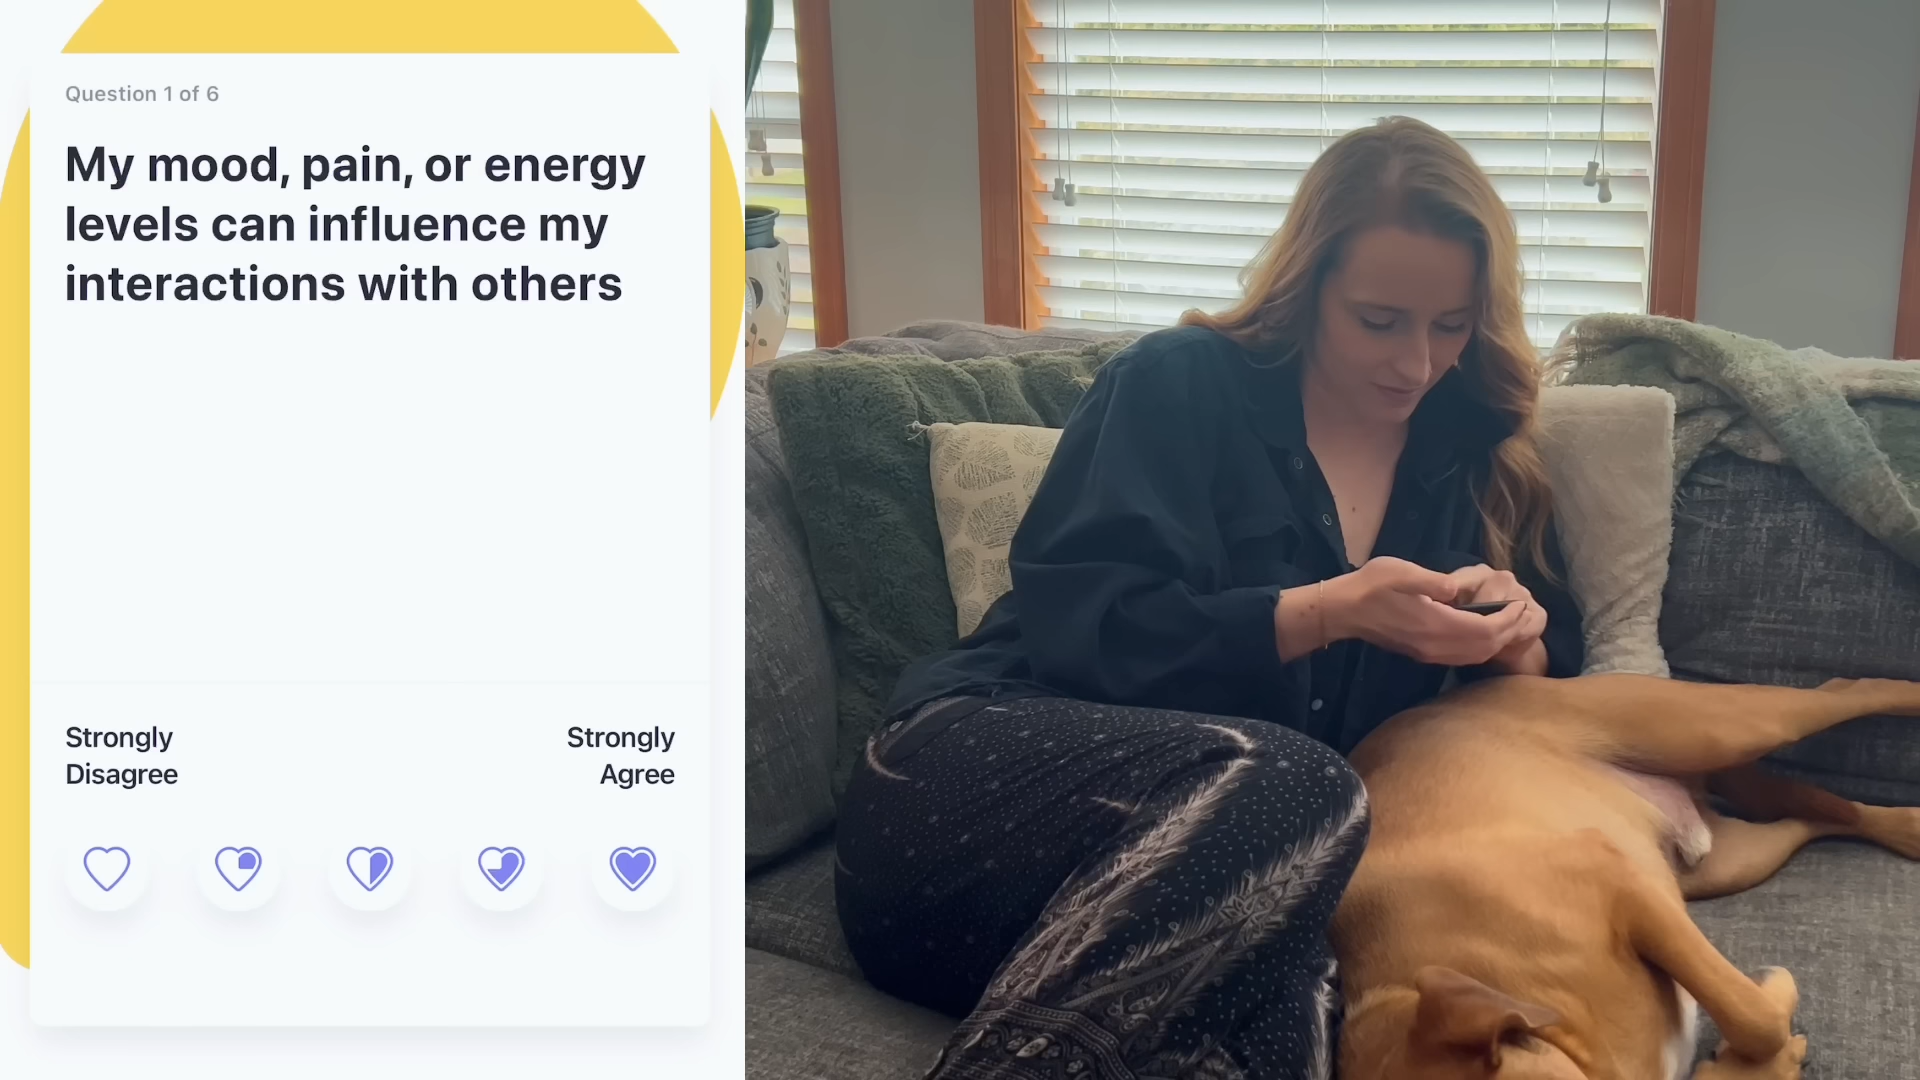 Question 1 of 6
My mood, pain, or energy
levels can influence my
interactions with others
Strongly
Disagree
Strongly
Agree